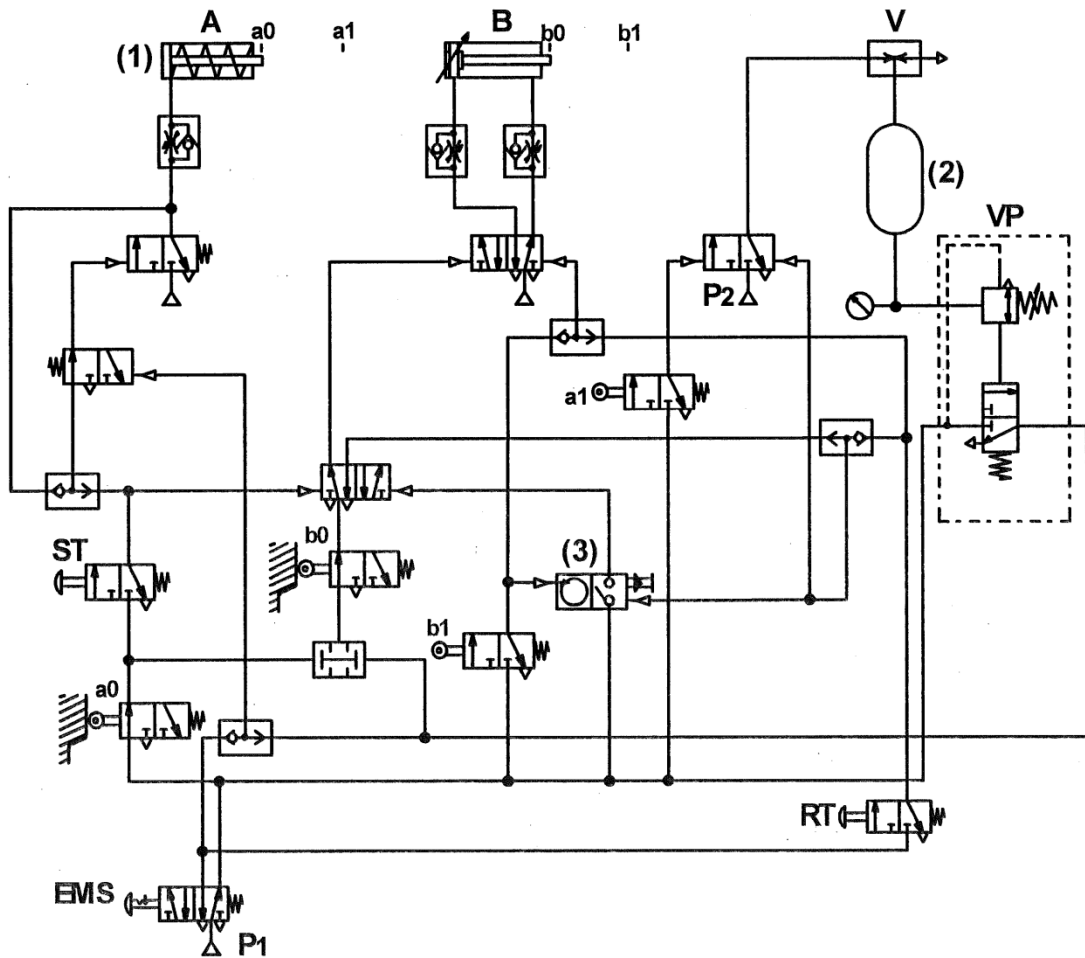 A a0 a1 B b0 b1 V
(1)
(2)
VP
P2
a1
ST
b0
(3)
b1
a0
RT
EMS
P1